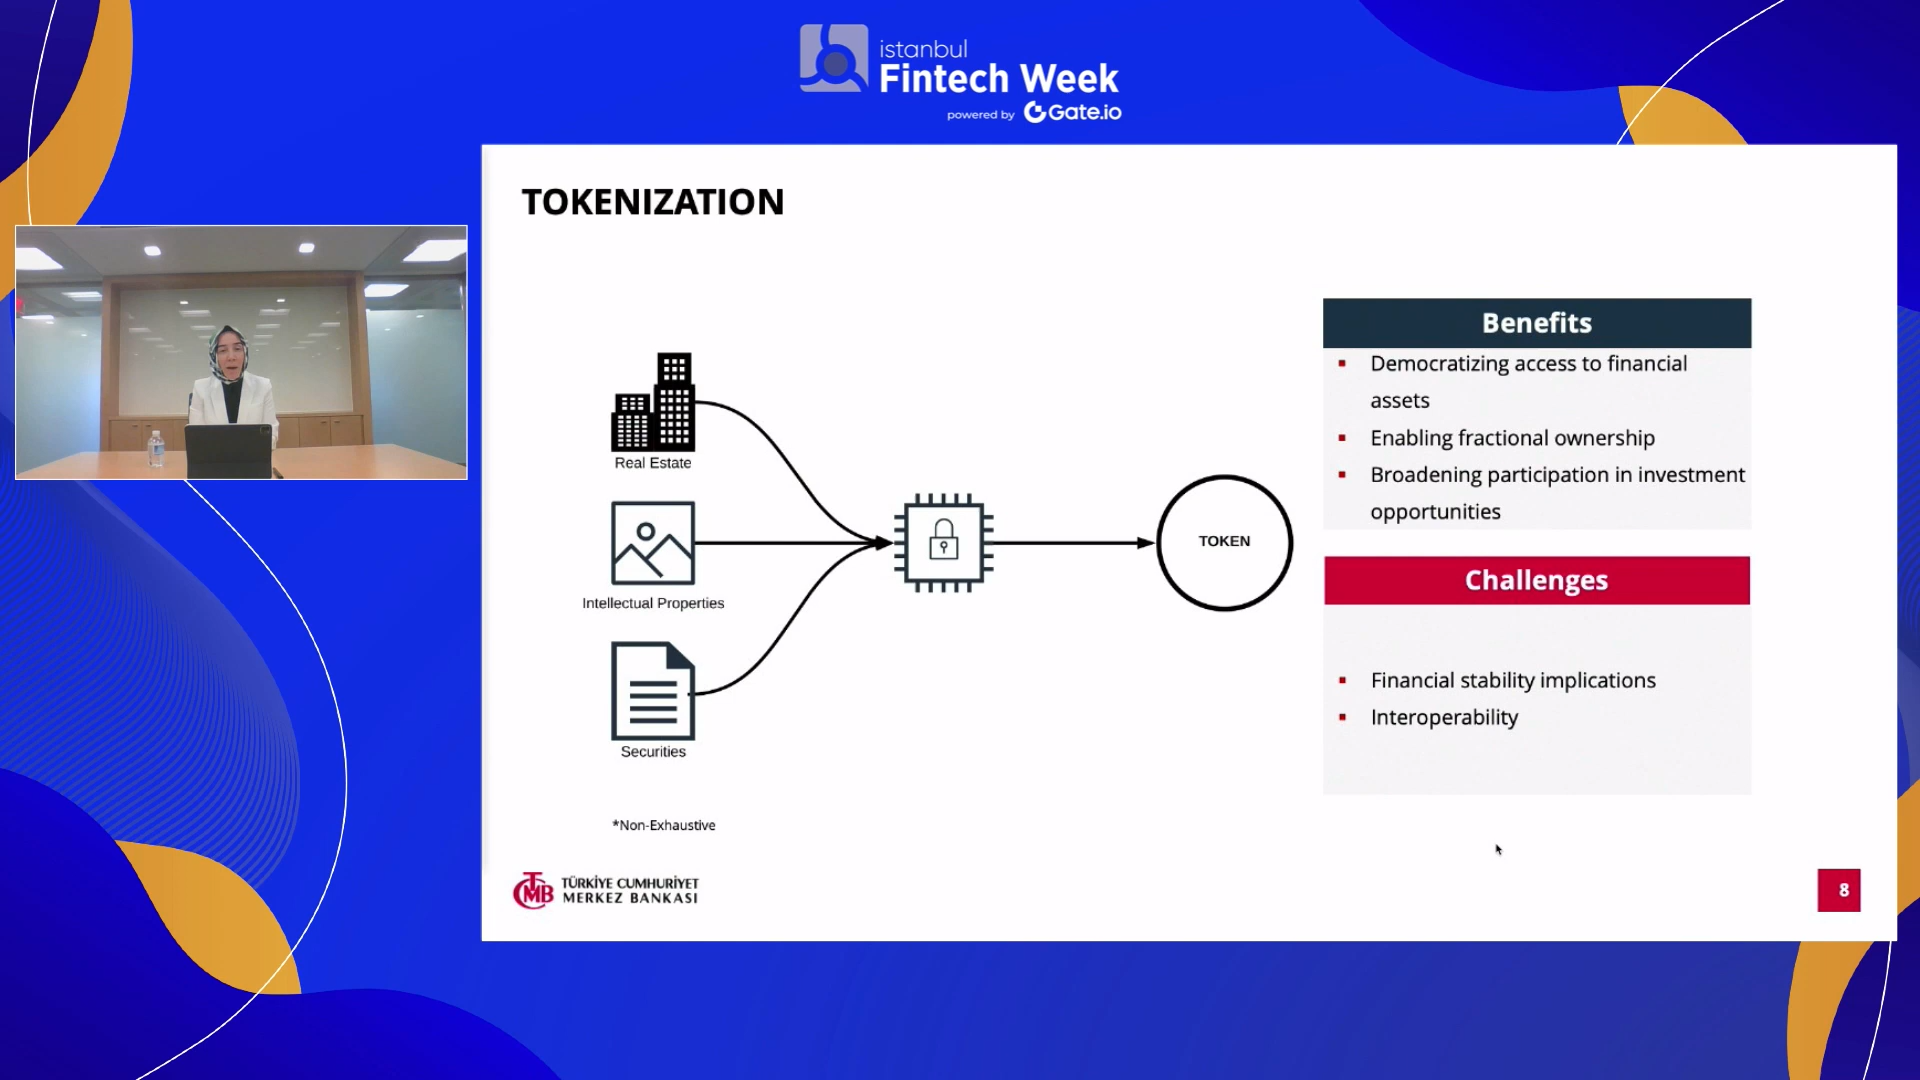 istanbul
Fintech Week
powered by Gate.io
TOKENIZATION
Real Estate
Intellectual Properties
Securities
*Non-Exhaustive
TOKEN
Benefits
Democratizing access to financial
assets
Enabling fractional ownership
Broadening participation in investment
opportunities
Challenges
Financial stability implications
Interoperability
TCMB
TÜRKİYE CUMHURİYET
MERKEZ BANKASI
8